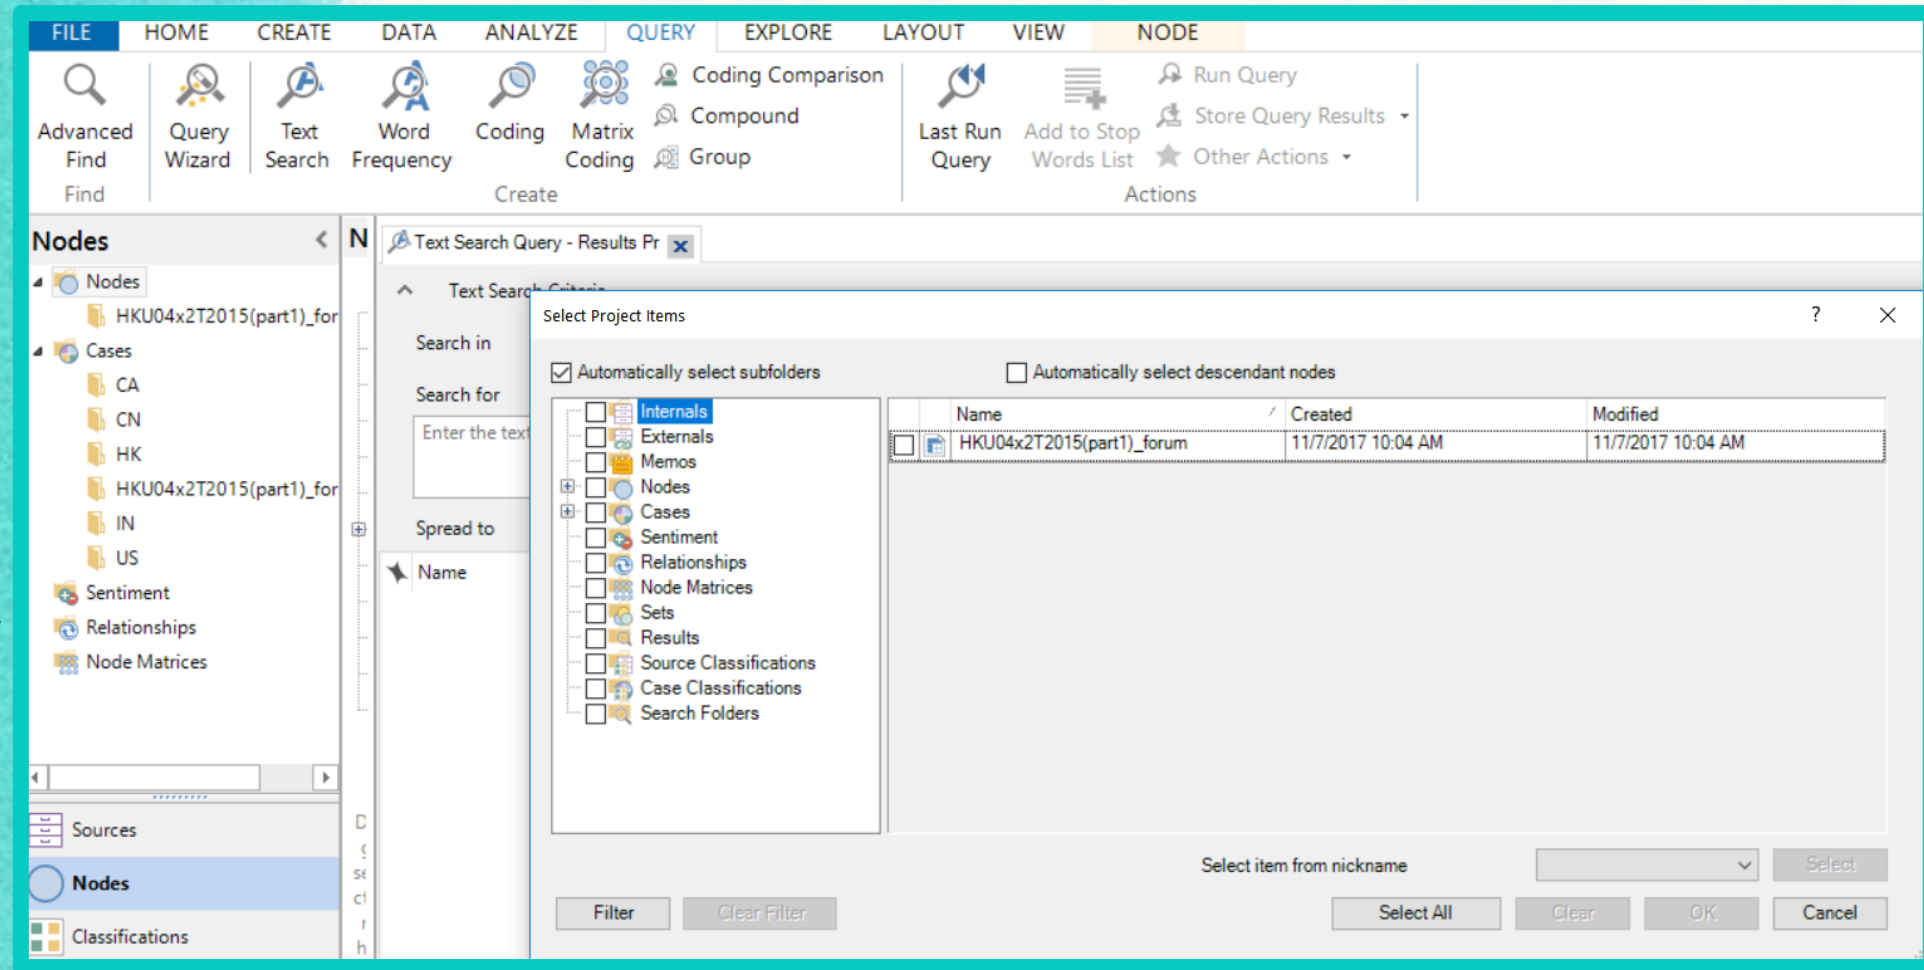 FILE HOME CREATE DATA ANALYZE QUERY EXPLORE LAYOUT VIEW NODE
Advanced Find
Query Wizard
Text Search
Word Frequency
Coding
Matrix Coding
Coding Comparison
Compound
Group
Last Run Query
Add to Stop Words List
Run Query
Store Query Results
Other Actions
Find
Create
Actions
Nodes
Nodes
HKU04x2T2015(part1)_for
Cases
CA
CN
HK
HKU04x2T2015(part1)_for
IN
US
Sentiment
Relationships
Node Matrices
Sources
Nodes
Classifications
N
Text Search Query - Results Pr
Text Search Criteria
Search in
Search for
Enter the text
Spread to
Name
Select Project Items
?
Automatically select subfolders
Automatically select descendant nodes
Internals
Externals
Memos
Nodes
Cases
Sentiment
Relationships
Node Matrices
Sets
Results
Source Classifications
Case Classifications
Search Folders
Name Created Modified
HKU04x2T2015(part1)_forum 11/7/2017 10:04 AM 11/7/2017 10:04 AM
Select item from nickname
Select
Filter
Clear Filter
Select All
Clear
OK
Cancel